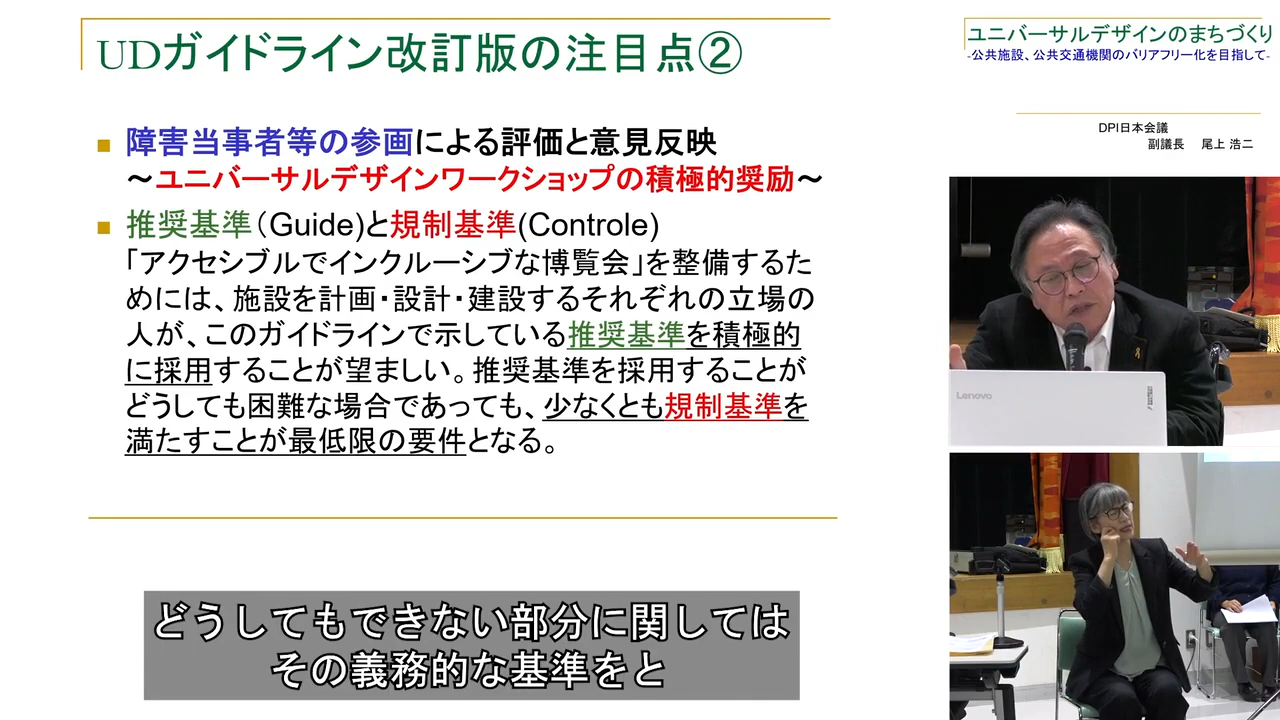 UDガイドライン改訂版の注目点②
障害当事者等の参画による評価と意見反映
～ユニバーサルデザインワークショップの積極的奨励～
推奨基準（Guide)と規制基準(Controle)
「アクセシブルでインクルーシブな博覧会」を整備するた
めには、施設を計画・設計・建設するそれぞれの立場の
人が、このガイドラインで示している推奨基準を積極的
に採用することが望ましい。推奨基準を採用することが
どうしても困難な場合であっても、少なくとも規制基準を
満たすことが最低限の要件となる。
どうしてもできない部分に関しては
その義務的な基準をと
ユニバーサルデザインのまちづくり
-公共施設、公共交通機関のバリアフリー化を目指して-
DPI日本会議
副議長　尾上 浩二
Lenovo